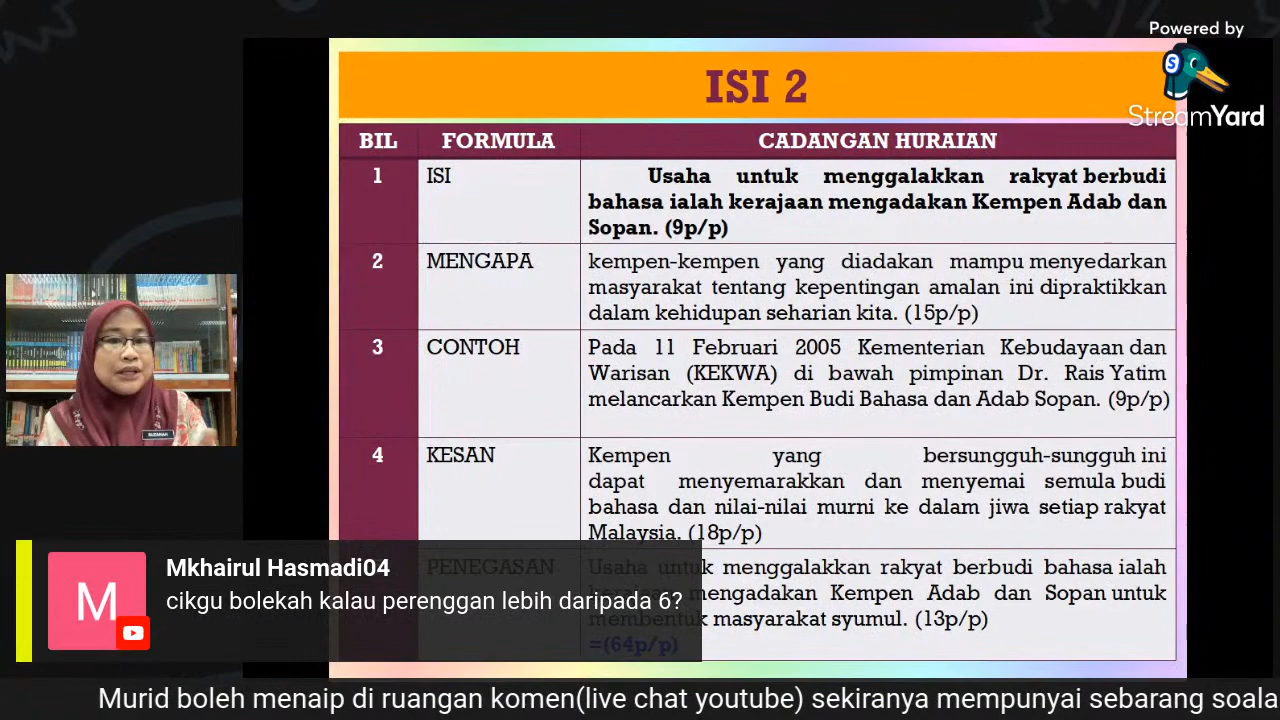 Powered by
StreamYard
ISI 2
BIL FORMULA CADANGAN HURAIAN
1 ISI Usaha untuk menggalakkan rakyat berbudi
bahasa ialah kerajaan mengadakan Kempen Adab dan
Sopan. (9p/p)
2 MENGAPA kempen-kempen yang diadakan mampu menyedarkan
masyarakat tentang kepentingan amalan ini dipraktikkan
dalam kehidupan seharian kita. (15p/p)
3 CONTOH Pada 11 Februari 2005 Kementerian Kebudayaan dan
Warisan (KEKWA) di bawah pimpinan Dr. Rais Yatim
melancarkan Kempen Budi Bahasa dan Adab Sopan. (9p/p)
4 KESAN Kempen yang bersungguh-sungguh ini
dapat menyemarakkan dan menyemai semula budi
bahasa dan nilai-nilai murni ke dalam jiwa setiap rakyat
Malaysia. (18p/p)
PENEGASAN Usaha untuk menggalakkan rakyat berbudi bahasa ialah
mengadakan Kempen Adab dan Sopan untuk
membentuk masyarakat syumul. (13p/p)
=(64p/p)
M
Mkhairul Hasmadi04
cikgu bolekah kalau perenggan lebih daripada 6?
Murid boleh menaip di ruangan komen(live chat youtube) sekiranya mempunyai sebarang soala